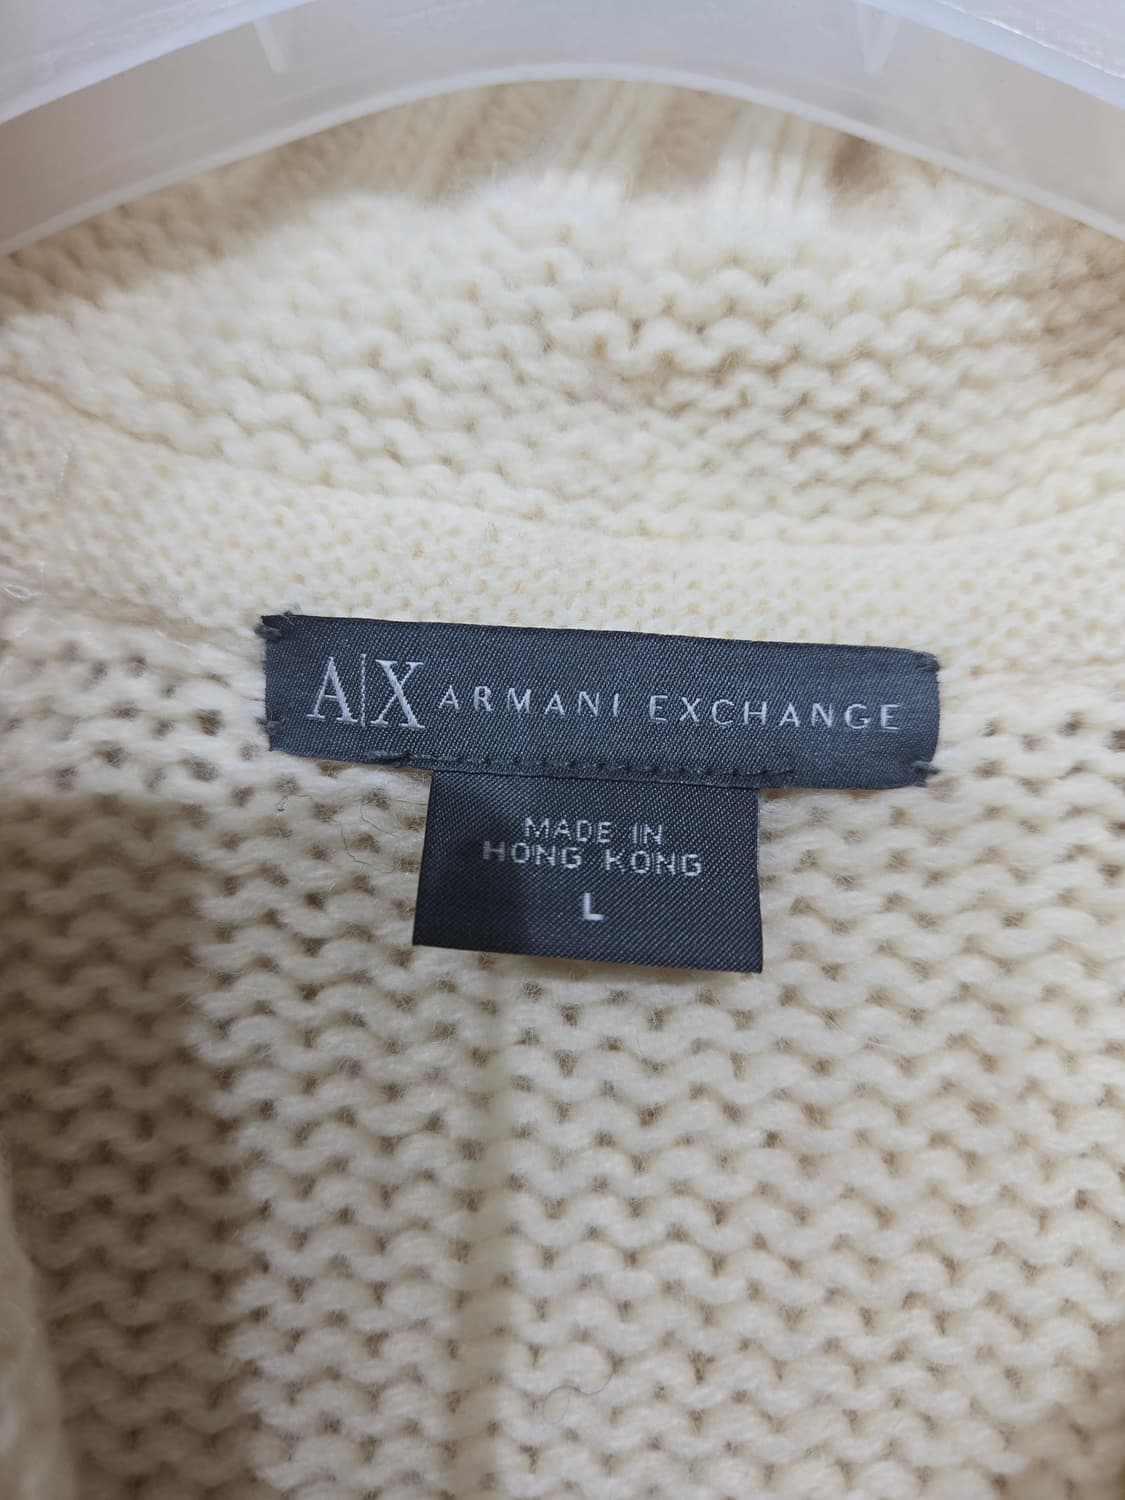 A|X ARMANI EXCHANGE
MADE IN
HONG KONG
L